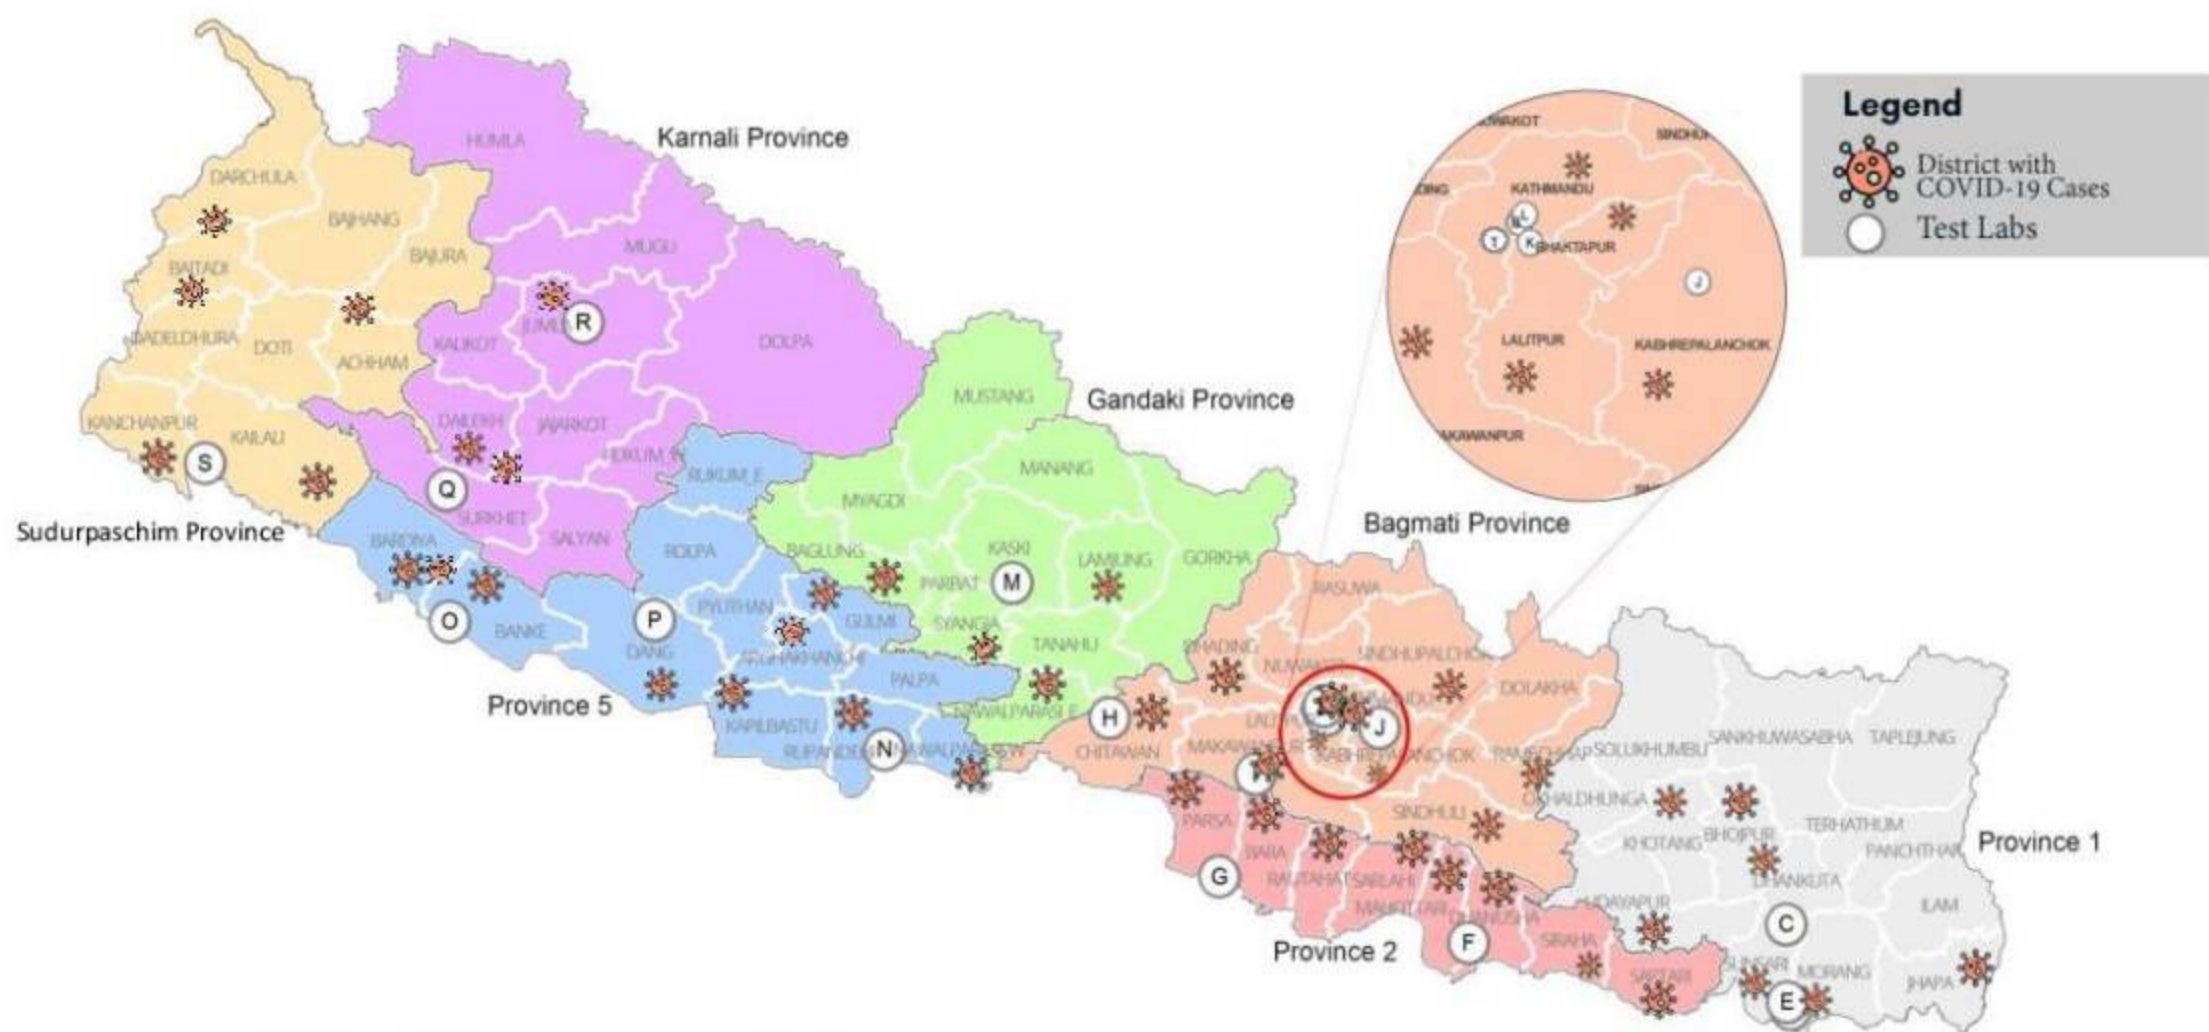 Karnali Province
HUMLA
DARCHULA
BAJHANG
BAJURA
MUGU
BAITADI
DADELDHURA
DOTI
ACHHAM
KALIKOT
R
DOLPA
KANCHANPUR
KAILALI
DAILEKH
JAJARKOT
RUKUM_E
S
Q
SURKHET
SALYAN
Sudurpaschim Province
MUSTANG
Gandaki Province
MANANG
MYAGDI
BAGLUNG
KASKI
LAMJUNG
GORKHA
PARBAT
M
SYANGJA
TANAHU
BARDIYA
ROLPA
O
BANKE
P
PYUTHAN
GULMI
DANG
ARGHAKHANCHI
PALPA
Province 5
KAPILBASTU
N
KATHMANDU
L
T
K
BHAKTAPUR
J
LALITPUR
KABHREPALANCHOK
Legend
District with
COVID-19 Cases
Test Labs
Bagmati Province
RASUWA
DHADING
SINDHUPALCHOK
DOLAKHA
H
J
CHITAWAN
MAKAWANPUR
KABHREPALANCHOK
SINDHULI
PARSA
BARA
G
RAUTAHAT
SARLAHI
DHANUSHA
F
SIRAHA
SAPTARI
Province 2
SOLUKHUMBU
SANKHUWASABHA
TAPLEJUNG
OKHALDHUNGA
KHOTANG
BHOJPUR
TERHATHUM
PANCHTHAR
Province 1
DHANKUTA
UDAYAPUR
ILAM
C
SUNSARI
MORANG
JHAPA
E